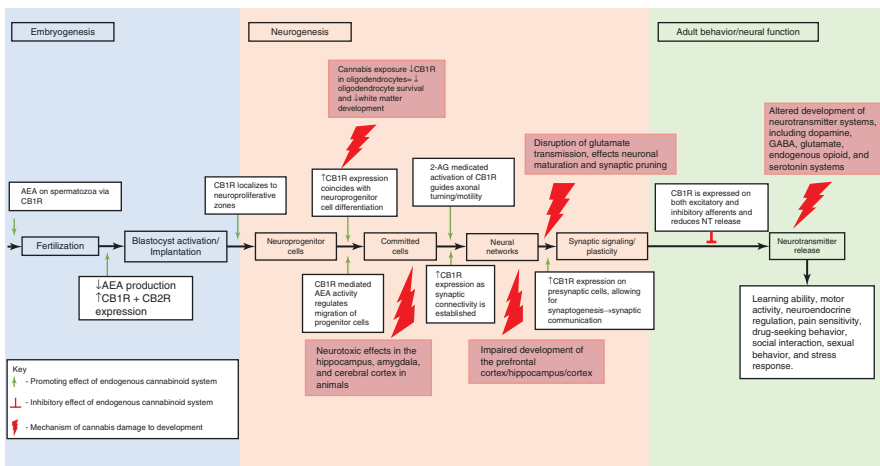 Embryogenesis
Neurogenesis
Adult behavior/neural function
Cannabis exposure ↓CB1R
in oligodendrocytes= ↓
oligodendrocyte survival
and ↓white matter
development
Disruption of glutamate
transmission, effects neuronal
maturation and synaptic pruning
Altered development of
neurotransmitter systems,
including dopamine,
GABA, glutamate,
endogenous opioid, and
serotonin systems
AEA on spermatozoa via
CB1R
CB1R localizes to
neuroproliferative
zones
↑CB1R expression
coincides with
neuroprogenitor
cell differentiation
2-AG medicated
activation of CB1R
guides axonal
turning/motility
CB1R is expressed on
both excitatory and
inhibitory afferents and
reduces NT release
Fertilization
Blastocyst activation/
Implantation
Neuroprogenitor
cells
Committed
cells
Neural
networks
Synaptic signaling/
plasticity
Neurotransmitter
release
↓AEA production
↑CB1R + CB2R
expression
CB1R mediated
AEA activity
regulates
migration of
progenitor cells
↑CB1R
expression as
synaptic
connectivity is
established
↑CB1R expression on
presynaptic cells, allowing
for
synaptogenesis→synaptic
communication
Learning ability, motor
activity, neuroendocrine
regulation, pain sensitivity,
drug-seeking behavior,
social interaction, sexual
behavior, and stress
response.
Neurotoxic effects in the
hippocampus, amygdala,
and cerebral cortex in
animals
Impaired development of
the prefrontal
cortex/hippocampus/cortex
Key
- Promoting effect of endogenous cannabinoid system
- Inhibitory effect of endogenous cannabinoid system
- Mechanism of cannabis damage to development